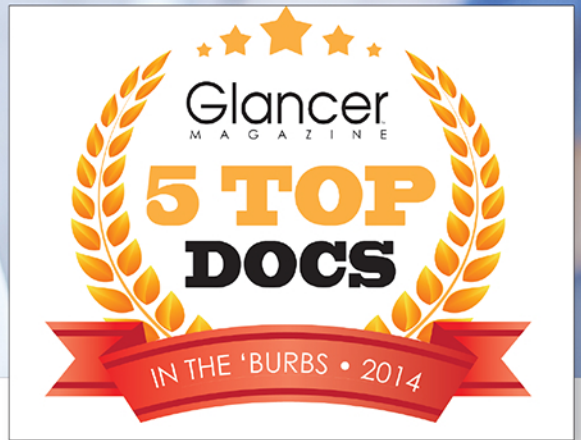 Glancer
MAGAZINE
5 TOP
DOCS
IN THE ‘BURBS • 2014